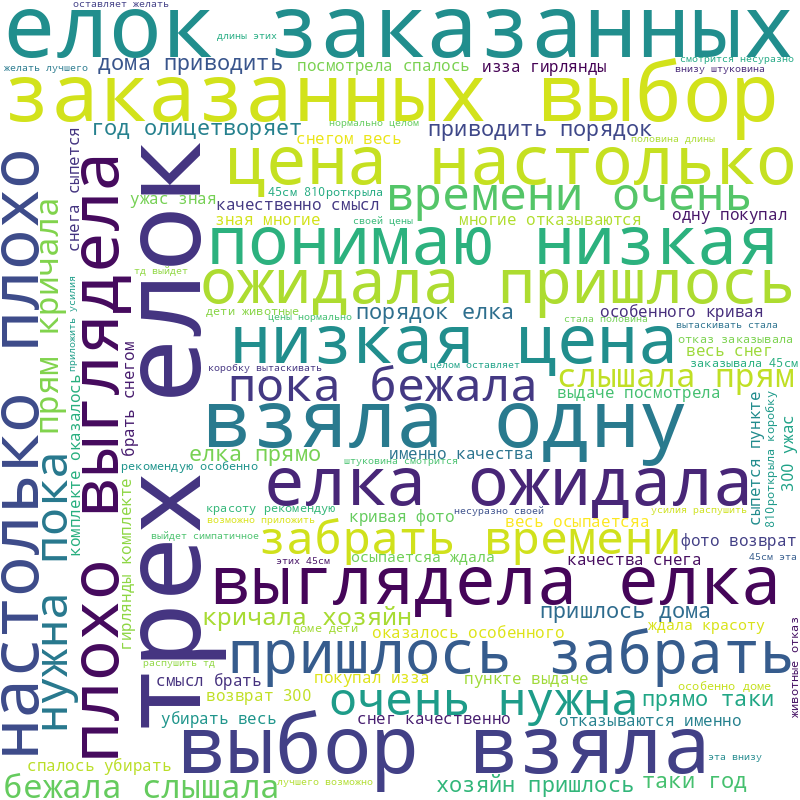 оставляет желать
елок заказанных
длины этих
желать лучшего
дома приводить
посмотрела спалось
изза гирлянды
смотрится несуразно
внизу штуковина
заказанных выбор
год олицетворяет
нормально целом
снегом весь
приводить порядок
половина длины
цена настолько
ужас зная
45см 810роткрыла
качественно смысл
времени очень
зная многие
своей цены
многие отказываются
одну покупал
понимаю низкая
тд выйдет
ожидала пришлось
дети животные
цены нормально
порядок елка
стала половина
особенного кривая
вытаскивать стала
низкая цена
отказ заказывала
весь снег
коробку вытаскивать
целом оставляет
заказывала 45см
пока бежала
слышала прям
выдаче посмотрела
взяла одну
елка прямо
именно качества
рекомендую особенно
штуковина смотрится
елка ожидала
красоту рекомендую
кривая фото
несуразно своей
усилия распушить
возможно приложить
весь осыпаетсяа
забрать времени
выйдет симпатичное
фото возврат
этих 45см
осыпаетсяа ждала
качества снега
45см эта
выглядела елка
кричала хозяин
пришлось дома
доме дети
оказалось особенного
ждала красоту
пришлось забрать
распушить тд
смысл брать
покупал изза
пункте выдаче
особенно доме
возврат 300
очень нужна
прямо таки
убирать весь
снег качественно
отказываются именно
выбор взяла
эта внизу
спалось убирать
бежала слышала
лучшего возможно
хозяин пришлось
таки год
настолько плохо
нужна пока
прям кричала
снега сыпется
комплекте оказалось
приложить усилия
плохо выглядела
гирлянды комплекте
брать снегом
трех елок
сыпется пункте
810роткрыла коробку
300 ужас
животные отказ